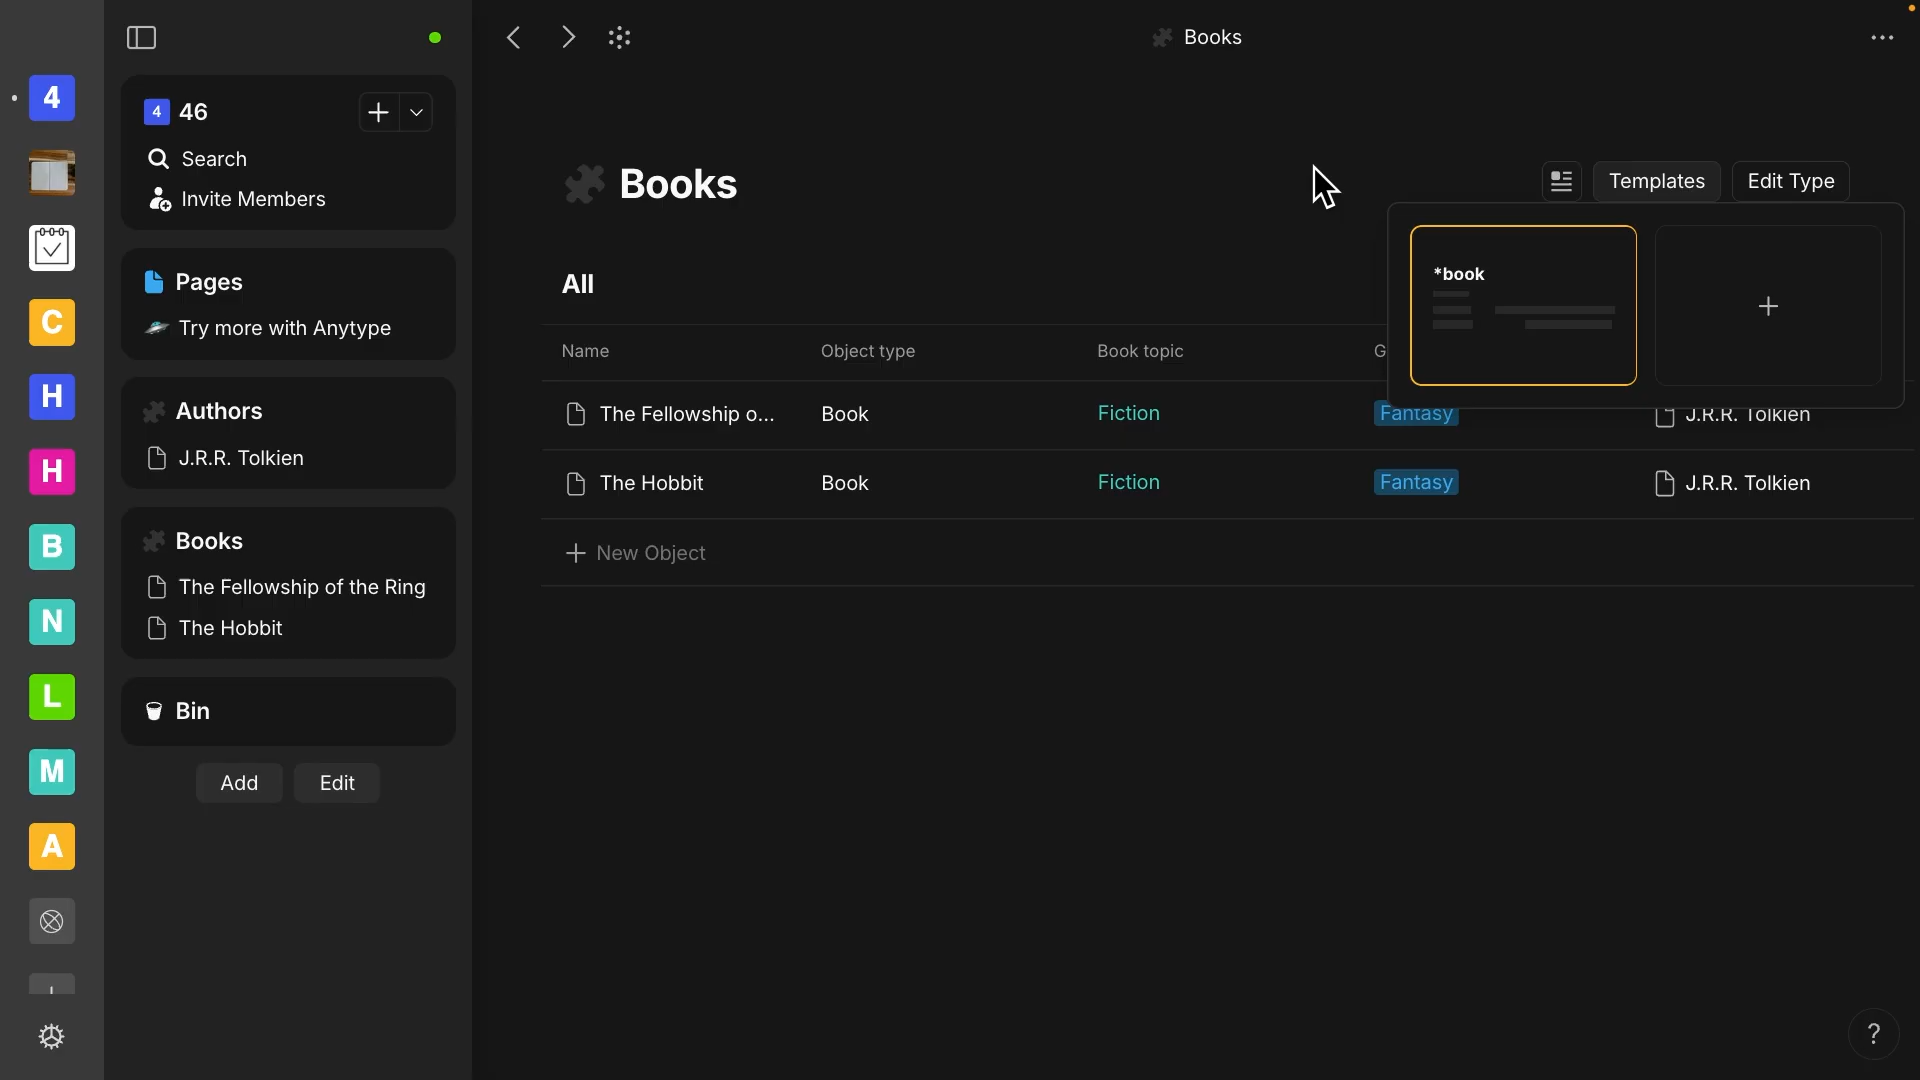 Books
4
4 46
Search
Invite Members
Pages
Try more with Anytype
Authors
J.R.R. Tolkien
Books
The Fellowship of the Ring
The Hobbit
Bin
Add Edit
C
H
H
B
N
L
M
A
Books
Templates Edit Type
*book
All
Name Object type Book topic G
The Fellowship o... Book Fiction Fantasy J.R.R. Tolkien
The Hobbit Book Fiction Fantasy J.R.R. Tolkien
New Object
?